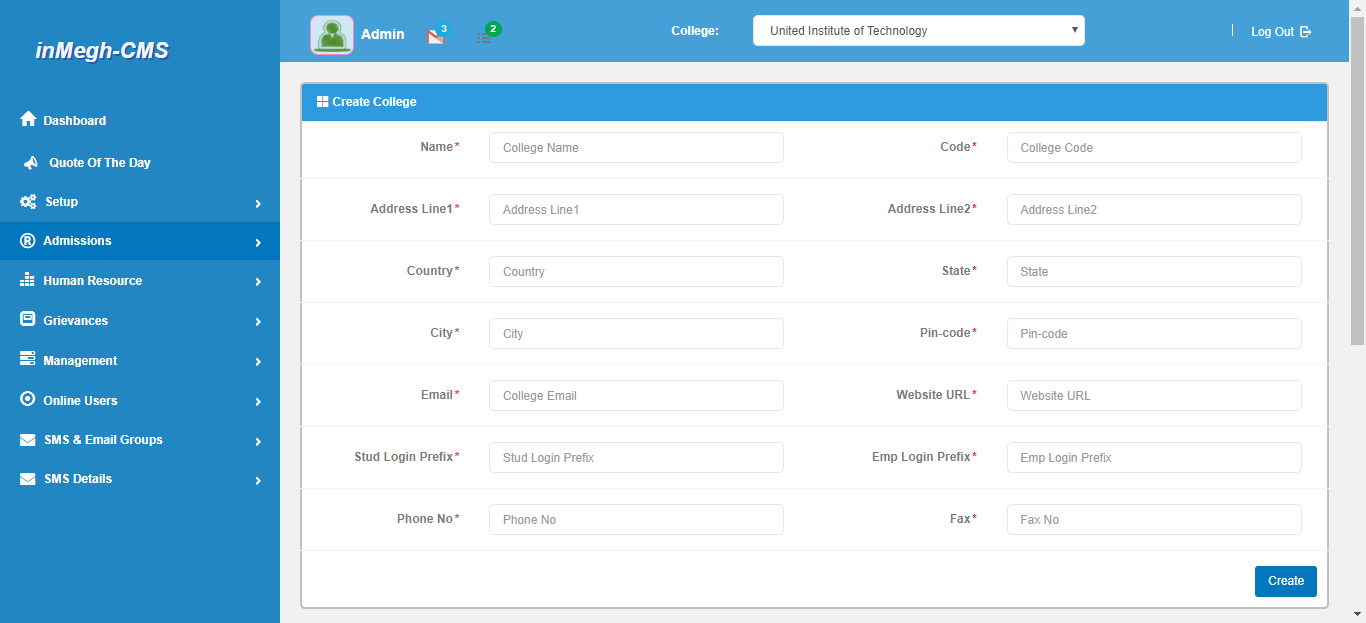 inMegh-CMS
Admin
3
2
College:
United Institute of Technology
Log Out
Dashboard
Quote Of The Day
Setup
Admissions
Human Resource
Grievances
Management
Online Users
SMS & Email Groups
SMS Details
Create College
Name* College Name Code* College Code
Address Line1* Address Line1 Address Line2* Address Line2
Country* Country State* State
City* City Pin-code* Pin-code
Email* College Email Website URL* Website URL
Stud Login Prefix* Stud Login Prefix Emp Login Prefix* Emp Login Prefix
Phone No* Phone No Fax* Fax No
Create